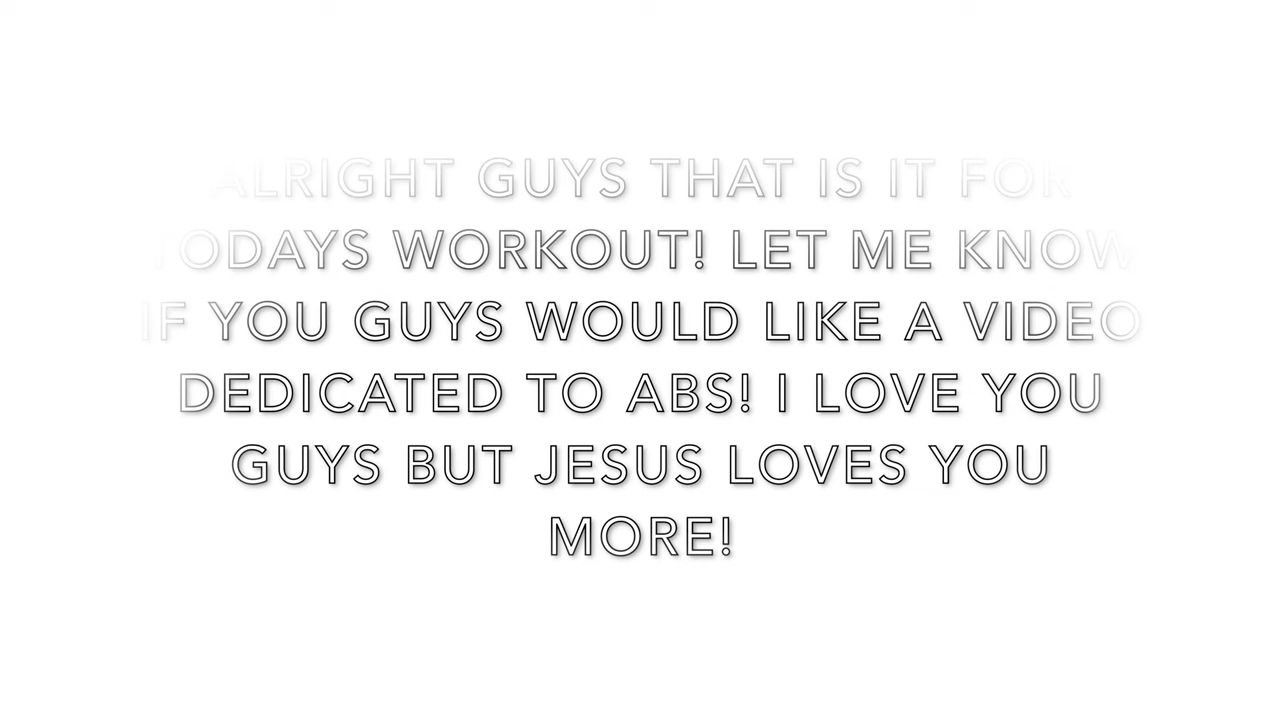 ALRIGHT GUYS THAT IS IT FOR
TODAYS WORKOUT! LET ME KNOW
IF YOU GUYS WOULD LIKE A VIDEO
DEDICATED TO ABS! I LOVE YOU
GUYS BUT JESUS LOVES YOU
MORE!